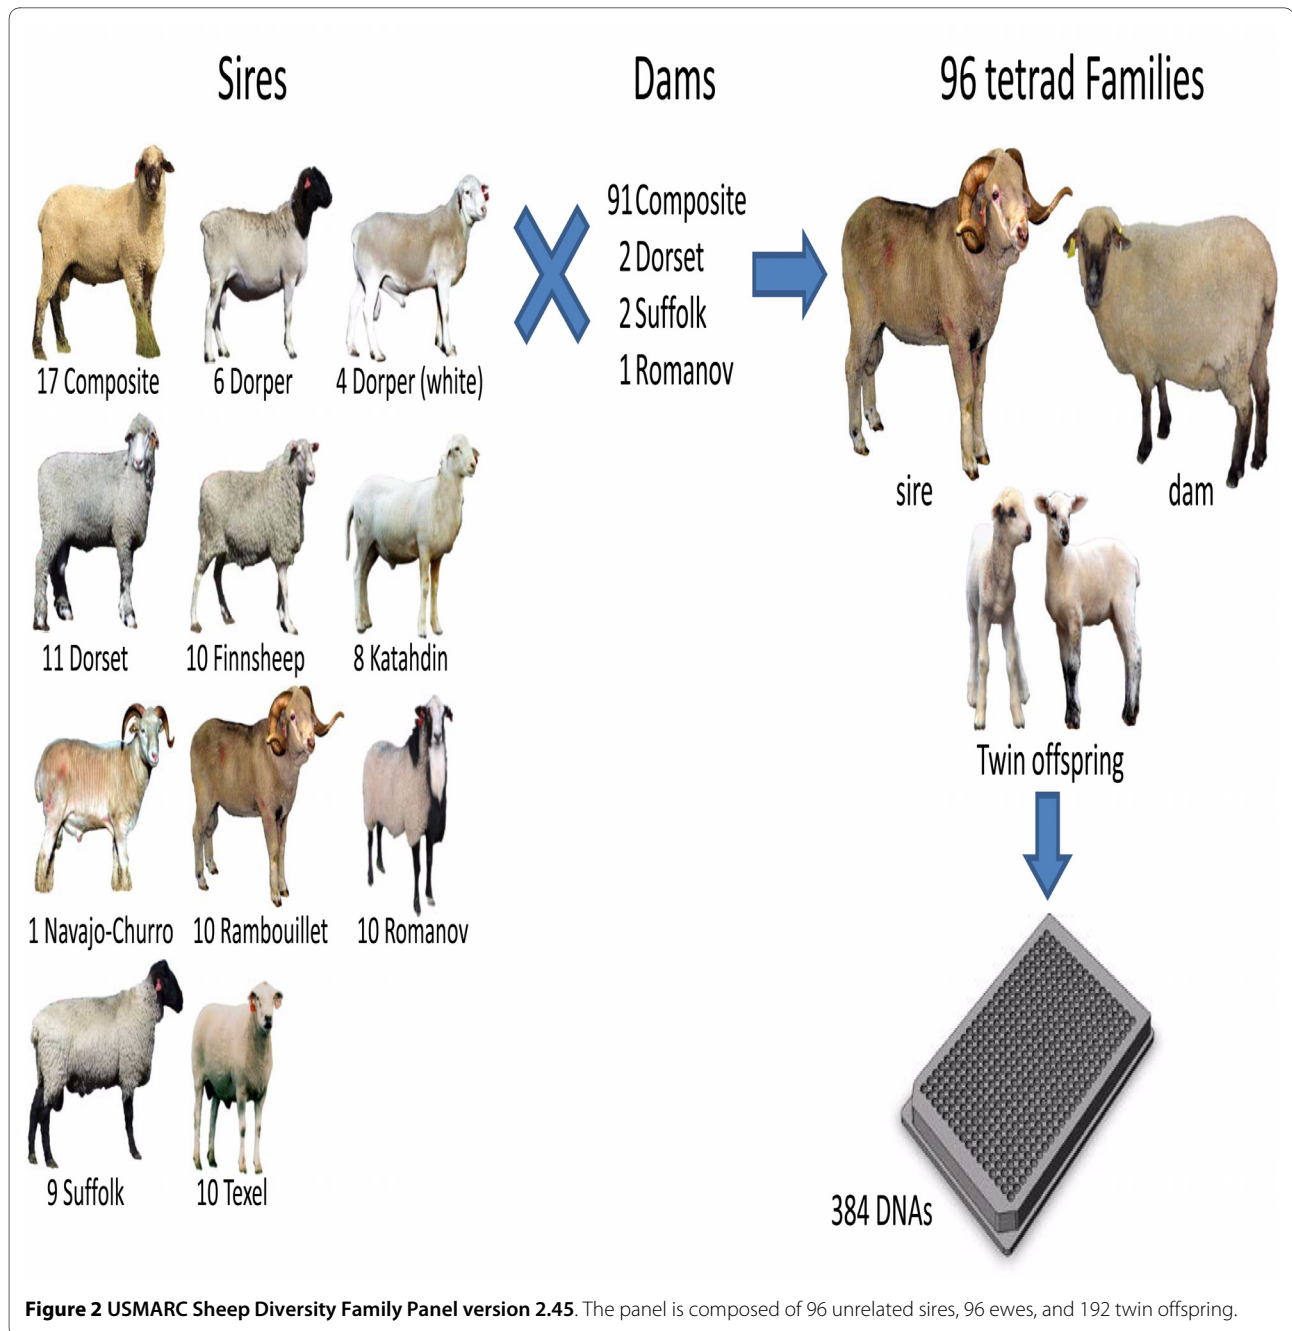 Sires
Dams
96 tetrad Families
17 Composite
6 Dorper
4 Dorper (white)
91 Composite
2 Dorset
2 Suffolk
1 Romanov
sire
dam
11 Dorset
10 Finnsheep
8 Katahdin
Twin offspring
1 Navajo-Churro
10 Rambouillet
10 Romanov
9 Suffolk
10 Texel
384 DNAs
Figure 2 USMARC Sheep Diversity Family Panel version 2.45. The panel is composed of 96 unrelated sires, 96 ewes, and 192 twin offspring.